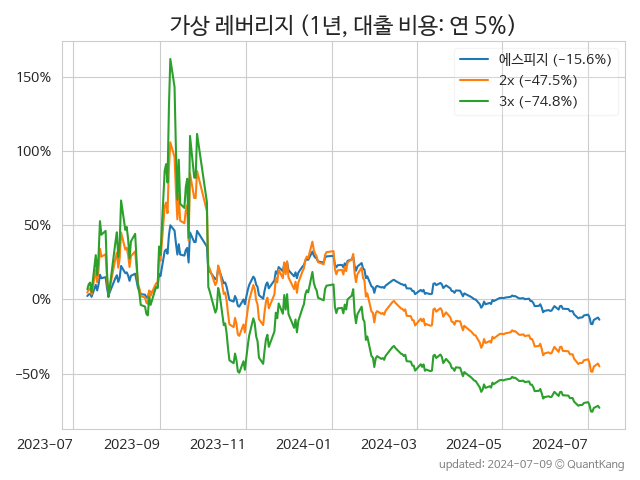 가상 레버리지 (1년, 대출 비용: 연 5%)
에스피지 (−15.6%)
2x (−47.5%)
3x (−74.8%)
150%
100%
50%
0%
−50%
2023-07 2023-09 2023-11 2024-01 2024-03 2024-05 2024-07
updated: 2024-07-09 © QuantKang